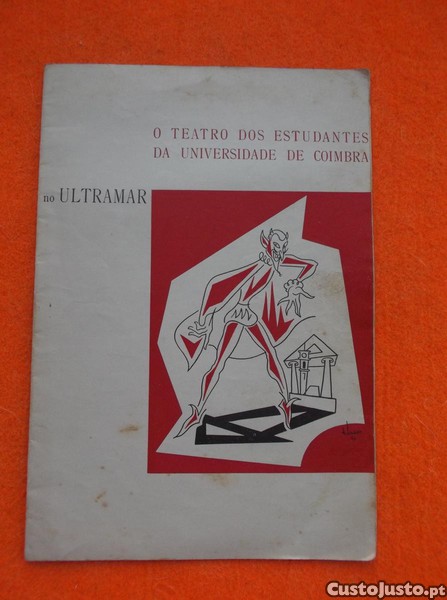 O TEATRO DOS ESTUDANTES
DA UNIVERSIDADE DE COIMBRA
no ULTRAMAR
CustoJusto.pt